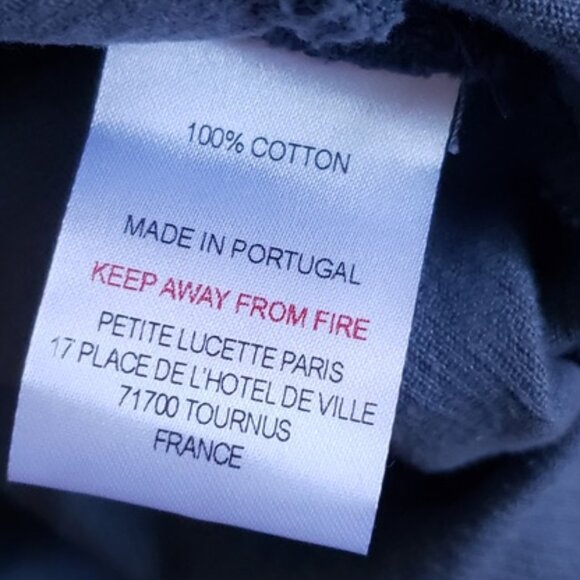 100% COTTON
MADE IN PORTUGAL
KEEP AWAY FROM FIRE
PETITE LUCETTE PARIS
17 PLACE DE L'HOTEL DE VILLE
71700 TOURNUS
FRANCE